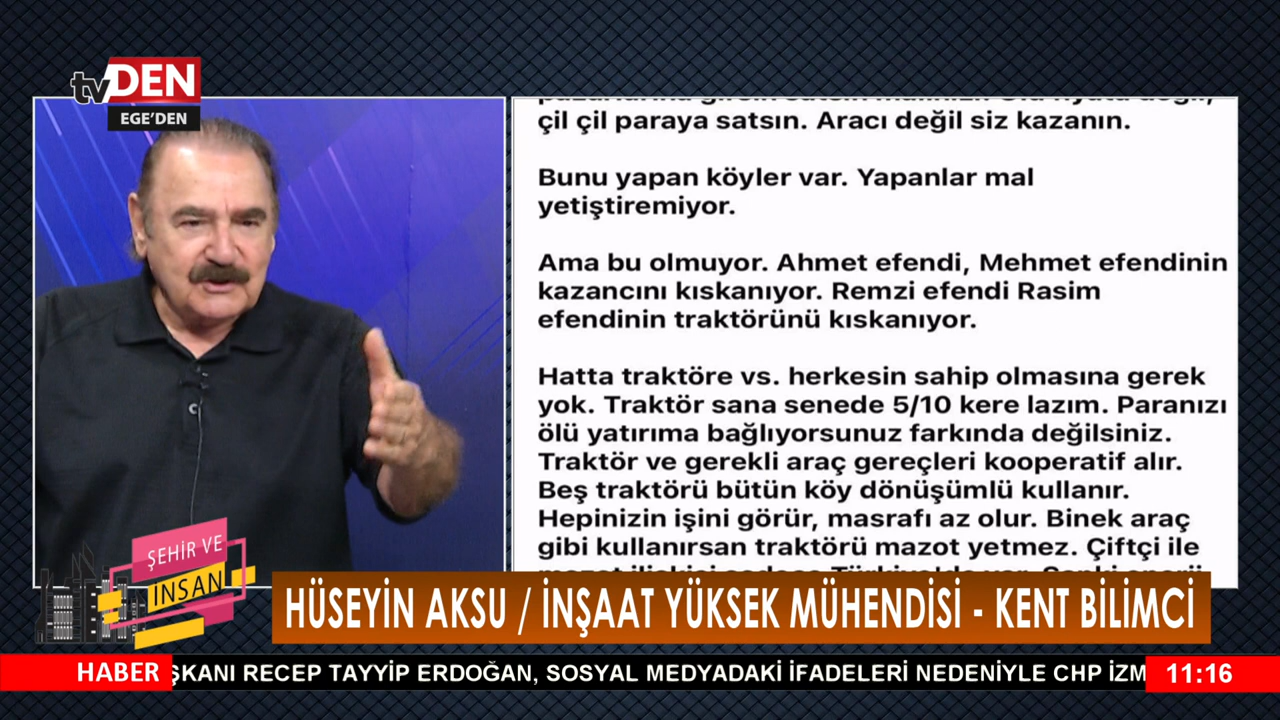 tvDEN
EGE'DEN
çil çil paraya satsın. Aracı değil siz kazanın.
Bunu yapan köyler var. Yapanlar mal
yetiştiremiyor.
Ama bu olmuyor. Ahmet efendi, Mehmet efendinin
kazancını kıskanıyor. Remzi efendi Rasim
efendinin traktörünü kıskanıyor.
Hatta traktöre vs. herkesin sahip olmasına gerek
yok. Traktör sana senede 5/10 kere lazım. Paranızı
ölü yatırıma bağlıyorsunuz farkında değilsiniz.
Traktör ve gerekli araç gereçleri kooperatif alır.
Beş traktörü bütün köy dönüşümlü kullanır.
Hepinizin işini görür, masrafı az olur. Binek araç
gibi kullanırsan traktörü mazot yetmez. Çiftçi ile
ŞEHİR VE
İNSAN
HÜSEYİN AKSU / İNŞAAT YÜKSEK MÜHENDİSİ - KENT BİLİMCİ
HABER
ŞKANI RECEP TAYYİP ERDOĞAN, SOSYAL MEDYADAKİ İFADELERİ NEDENİYLE CHP İZM
11:16